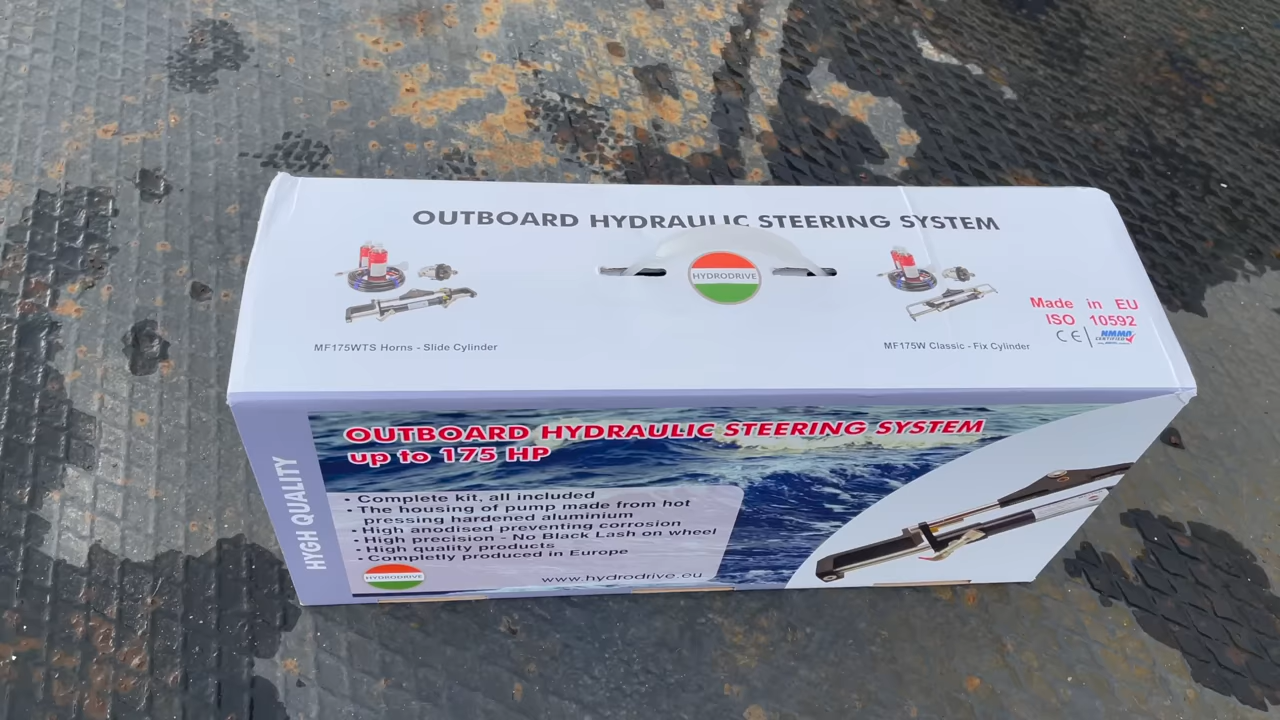 OUTBOARD HYDRAULIC STEERING SYSTEM
HYDRODRIVE
MF175WTS Horns - Slide Cylinder
MF175W Classic - Fix Cylinder
Made in EU
ISO 10592
CE
NMMA
CERTIFIED
HYGH QUALITY
OUTBOARD HYDRAULIC STEERING SYSTEM
up to 175 HP
• Complete kit, all included
• The housing of pump made from hot
pressing hardened aluminium
• High anodised preventing corrosion
• High precision - No Black Lash on wheel
• High quality products
• Completly produced in Europe
HYDRODRIVE
www.hydrodrive.eu